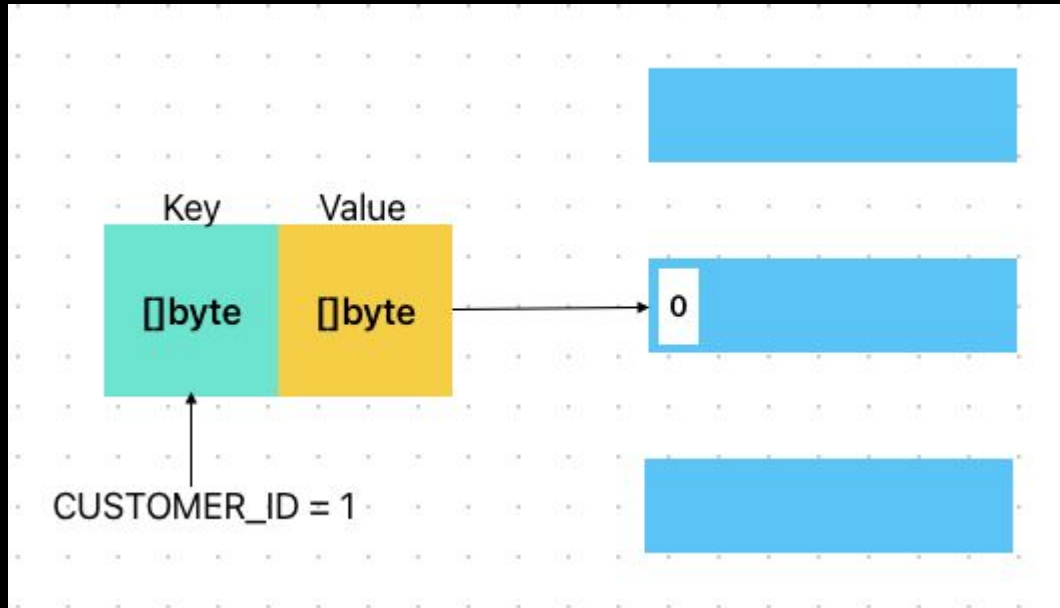 Key Value
[]byte []byte
0
CUSTOMER_ID = 1